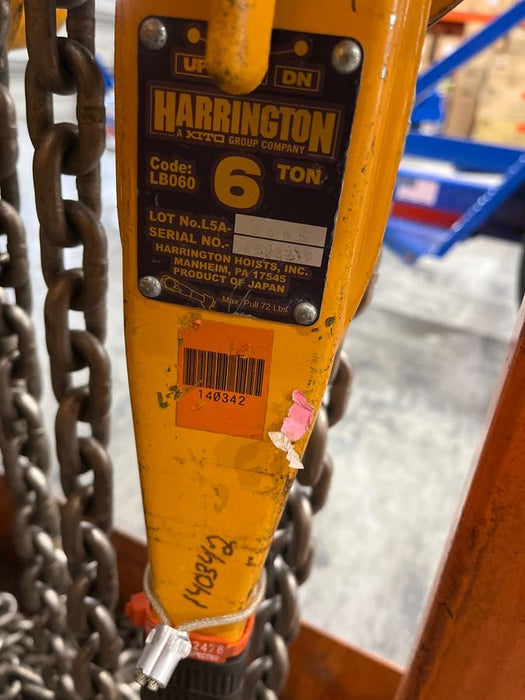 UP DN
HARRINGTON
A KITO GROUP COMPANY
Code: 6 TON
LB060
LOT No.L5A-
SERIAL NO.-
HARRINGTON HOISTS, INC.
MANHEIM, PA 17545
PRODUCT OF JAPAN
Max. Pull 72 Lbs
140342
140342
2478